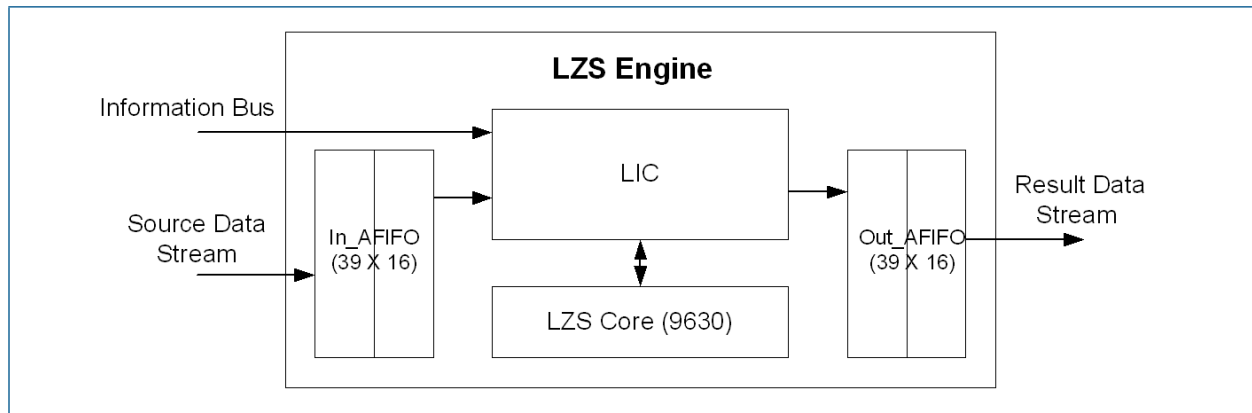 LZS Engine
Information Bus
LIC
Source Data
Stream
In_AFIFO
(39 X 16)
LZS Core (9630)
Out_AFIFO
(39 X 16)
Result Data
Stream